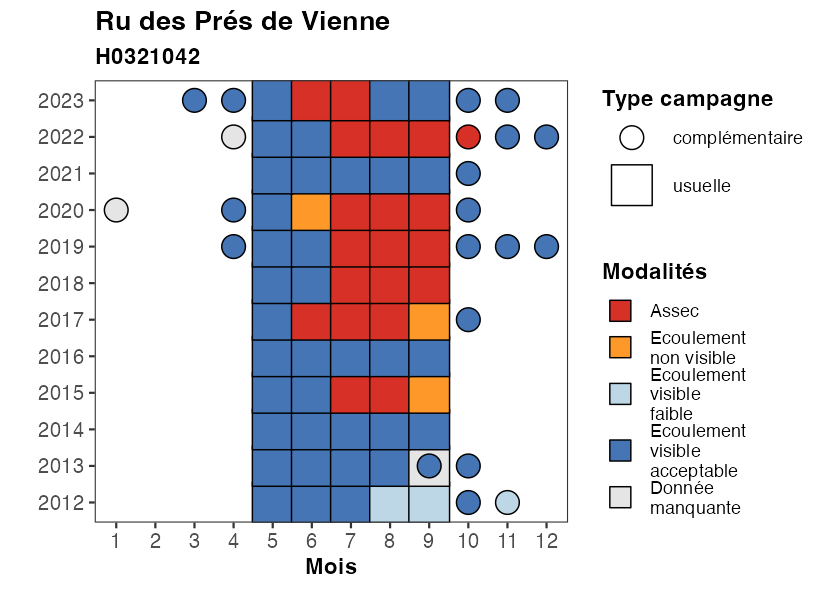 Ru des Prés de Vienne
H0321042
2023
2022
2021
2020
2019
2018
2017
2016
2015
2014
2013
2012
1 2 3 4 5 6 7 8 9 10 11 12
Mois
Type campagne
complémentaire
usuelle
Modalités
Assec
Ecoulement
non visible
Ecoulement
visible
faible
Ecoulement
visible
acceptable
Donnée
manquante